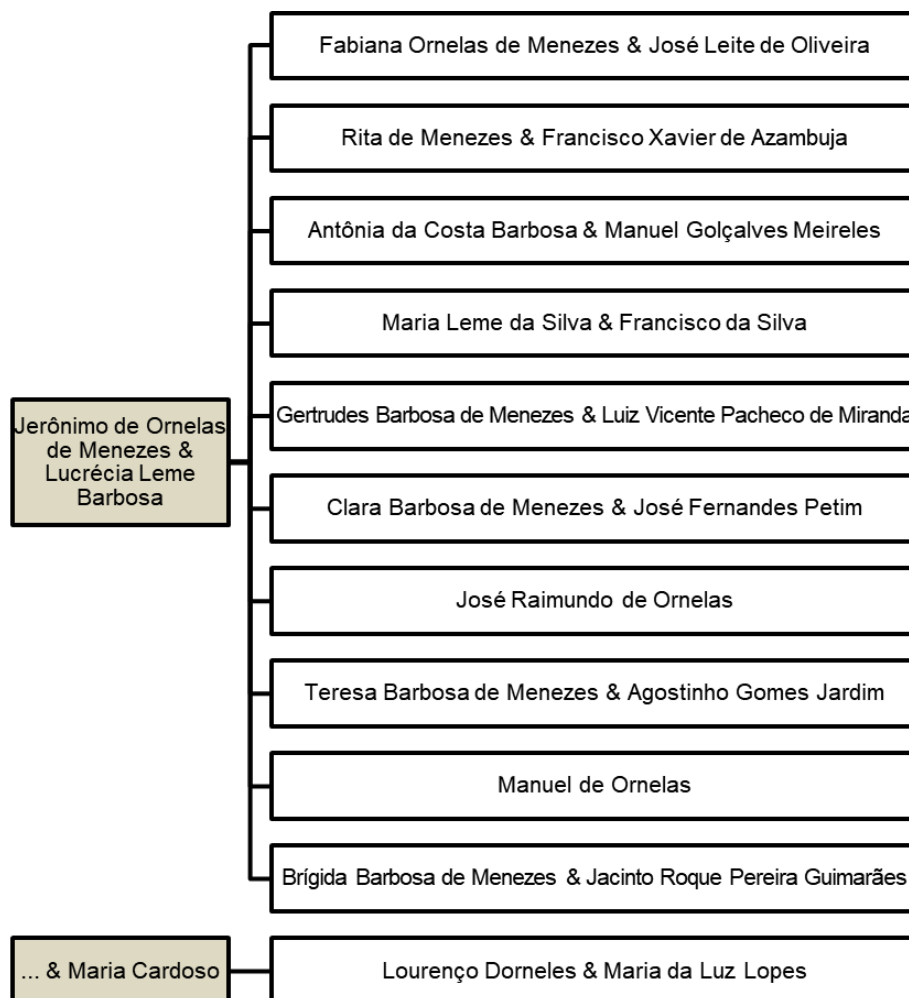 Fabiana Ornelas de Menezes & José Leite de Oliveira
Rita de Menezes & Francisco Xavier de Azambuja
Antônia da Costa Barbosa & Manuel Golçalves Meireles
Maria Leme da Silva & Francisco da Silva
Jerônimo de Ornelas
de Menezes &
Lucrécia Leme
Barbosa
Gertrudes Barbosa de Menezes & Luiz Vicente Pacheco de Miranda
Clara Barbosa de Menezes & José Fernandes Petim
José Raimundo de Ornelas
Teresa Barbosa de Menezes & Agostinho Gomes Jardim
Manuel de Ornelas
Brígida Barbosa de Menezes & Jacinto Roque Pereira Guimarães
... & Maria Cardoso
Lourenço Dorneles & Maria da Luz Lopes